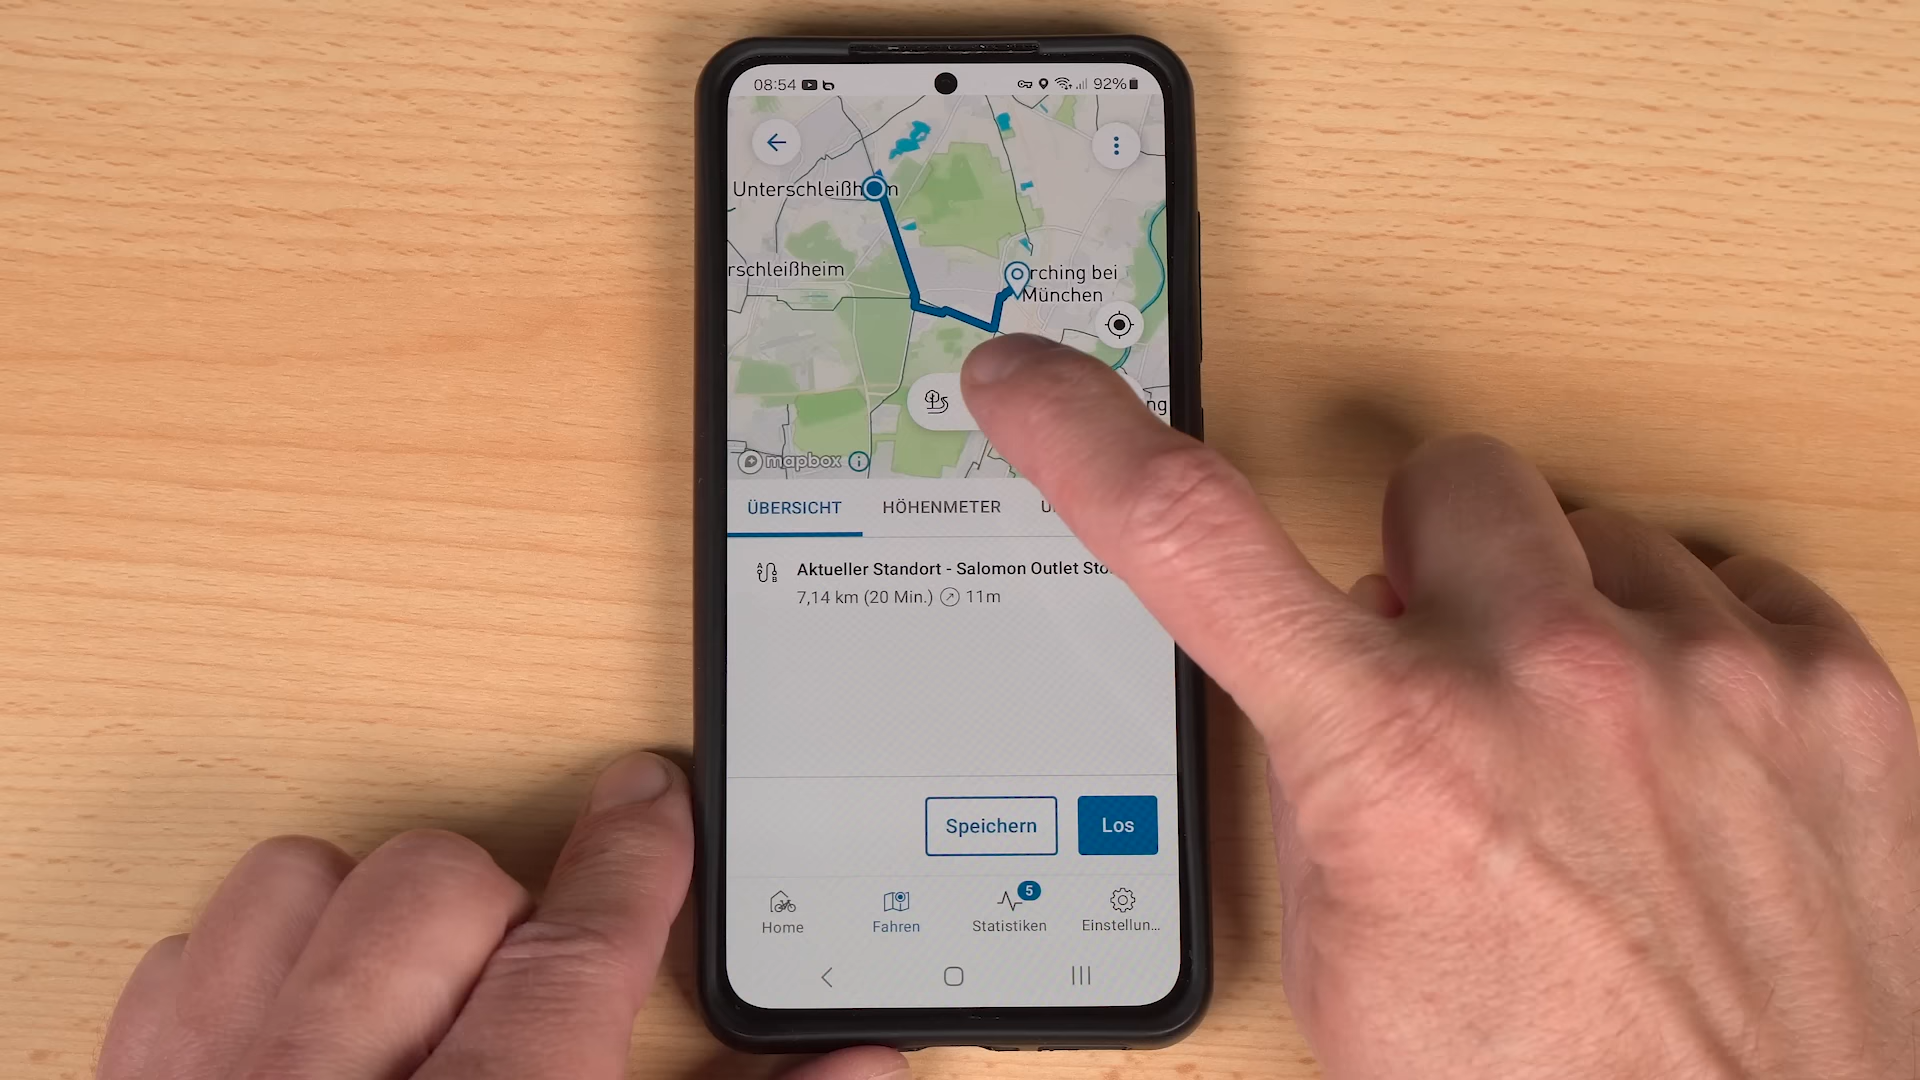 08:54
92%
Unterschleißh m
rschleißheim
rching bei
München
ng
mapbox
ÜBERSICHT
HÖHENMETER
Aktueller Standort - Salomon Outlet Sto
7,14 km (20 Min.) 11m
Speichern
Los
5
Home
Fahren
Statistiken
Einstellun...